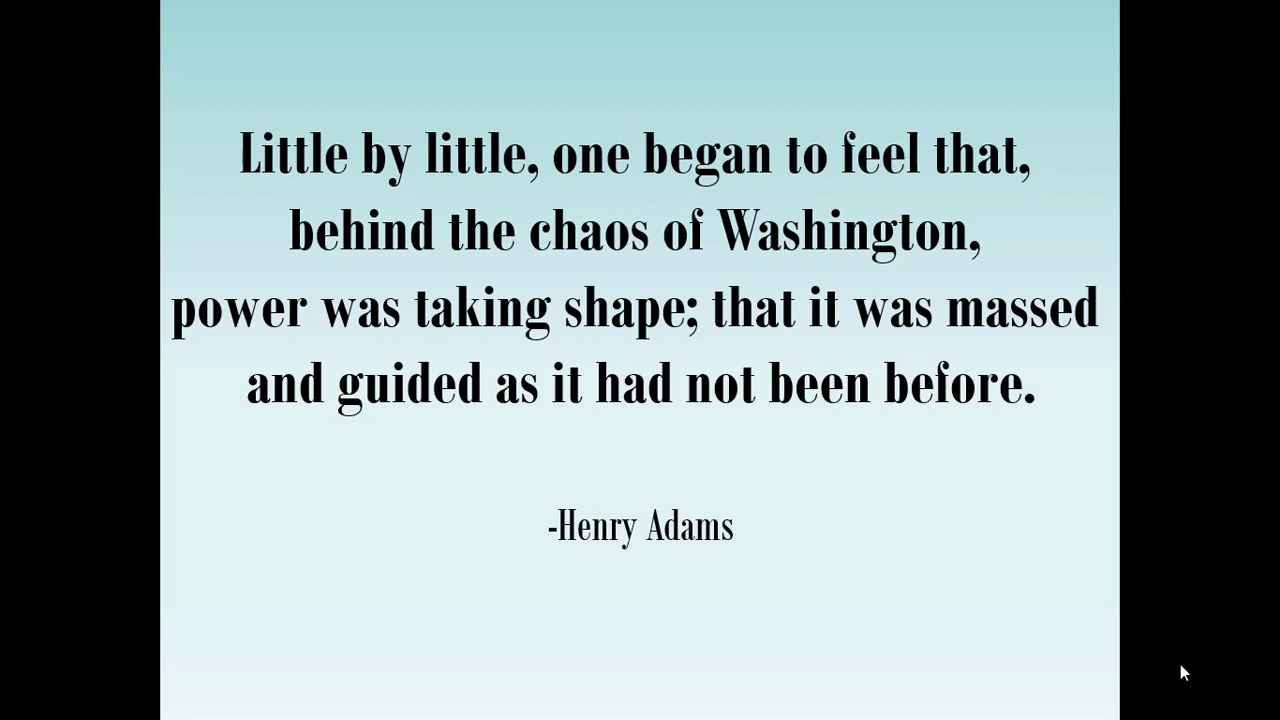 Little by little, one began to feel that,
behind the chaos of Washington,
power was taking shape; that it was massed
and guided as it had not been before.
-Henry Adams